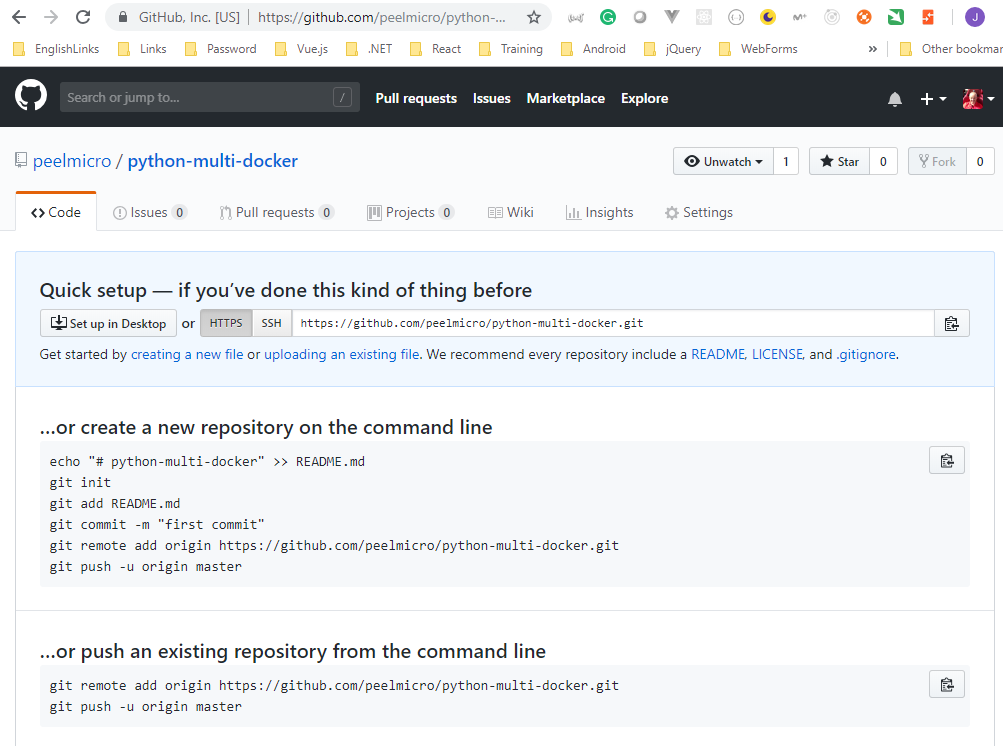 GitHub, Inc. [US] | https://github.com/peelmicro/python-...
J
EnglishLinks Links Password Vue.js .NET React Training Android jQuery WebForms » Other bookmar
Search or jump to... /
Pull requests Issues Marketplace Explore
peelmicro / python-multi-docker
Unwatch 1 Star 0 Fork 0
Code Issues 0 Pull requests 0 Projects 0 Wiki Insights Settings
Quick setup — if you’ve done this kind of thing before
Set up in Desktop or HTTPS SSH https://github.com/peelmicro/python-multi-docker.git
Get started by creating a new file or uploading an existing file. We recommend every repository include a README, LICENSE, and .gitignore.
…or create a new repository on the command line
echo "# python-multi-docker" >> README.md
git init
git add README.md
git commit -m "first commit"
git remote add origin https://github.com/peelmicro/python-multi-docker.git
git push -u origin master
…or push an existing repository from the command line
git remote add origin https://github.com/peelmicro/python-multi-docker.git
git push -u origin master